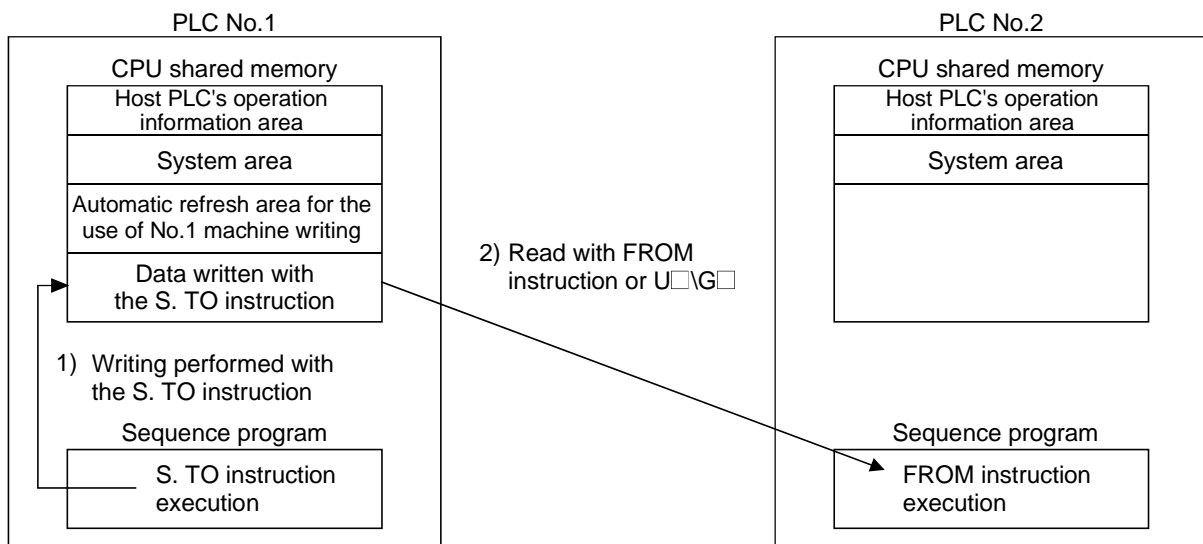 PLC No.1
CPU shared memory
Host PLC's operation
information area
System area
Automatic refresh area for the
use of No.1 machine writing
Data written with
the S. TO instruction
1) Writing performed with
the S. TO instruction
Sequence program
S. TO instruction
execution
2) Read with FROM
instruction or U□\G□
PLC No.2
CPU shared memory
Host PLC's operation
information area
System area
Sequence program
FROM instruction
execution